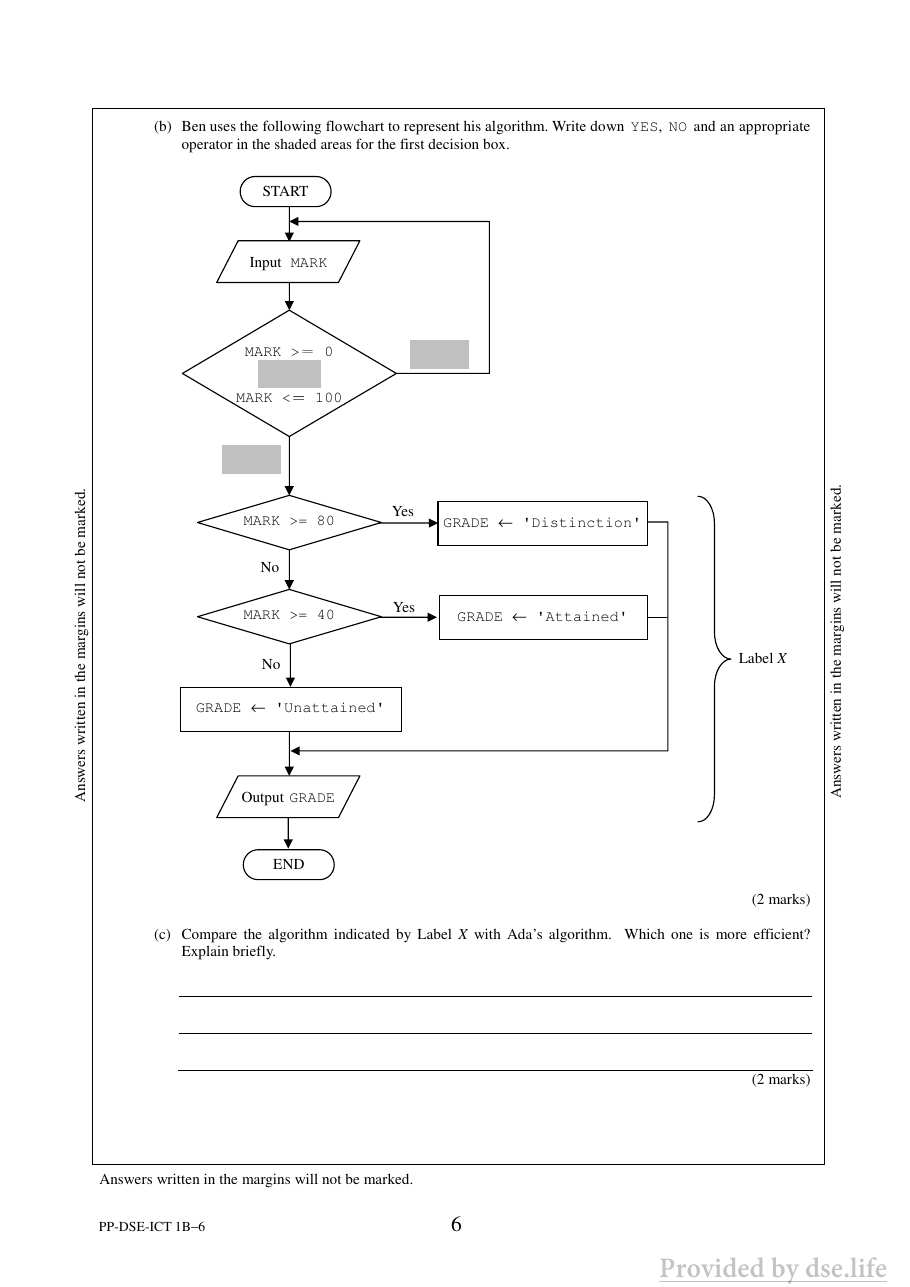 (b) Ben uses the following flowchart to represent his algorithm. Write down YES, NO and an appropriate
operator in the shaded areas for the first decision box.
START
Input MARK
MARK >= 0
MARK <= 100
MARK >= 80
Yes
GRADE ← 'Distinction'
No
MARK >= 40
Yes
GRADE ← 'Attained'
No
Label X
GRADE ← 'Unattained'
Output GRADE
END
(2 marks)
(c) Compare the algorithm indicated by Label X with Ada's algorithm. Which one is more efficient?
Explain briefly.
(2 marks)
Answers written in the margins will not be marked.
Answers written in the margins will not be marked.
Answers written in the margins will not be marked.
PP-DSE-ICT 1B–6
6
Provided by dse.life